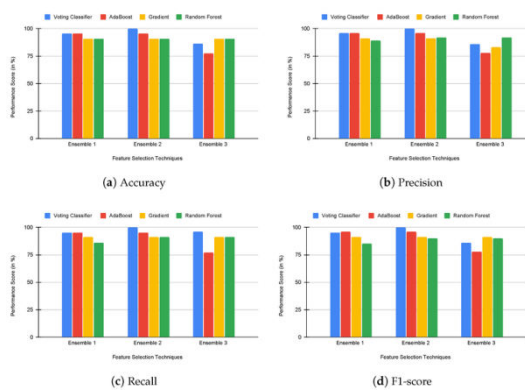 Voting Classifier AdaBoost Gradient Random Forest
100
75
50
25
0
Performance Score (in %)
Ensemble 1 Ensemble 2 Ensemble 3
Feature Selection Techniques
(a) Accuracy
Voting Classifier AdaBoost Gradient Random Forest
100
75
50
25
0
Performance Score (in %)
Ensemble 1 Ensemble 2 Ensemble 3
Feature Selection Techniques
(b) Precision
Voting Classifier AdaBoost Gradient Random Forest
100
75
50
25
0
Performance Score (in %)
Ensemble 1 Ensemble 2 Ensemble 3
Feature Selection Techniques
(c) Recall
Voting Classifier AdaBoost Gradient Random Forest
100
75
50
25
0
Performance Score (in %)
Ensemble 1 Ensemble 2 Ensemble 3
Feature Selection Techniques
(d) F1-score